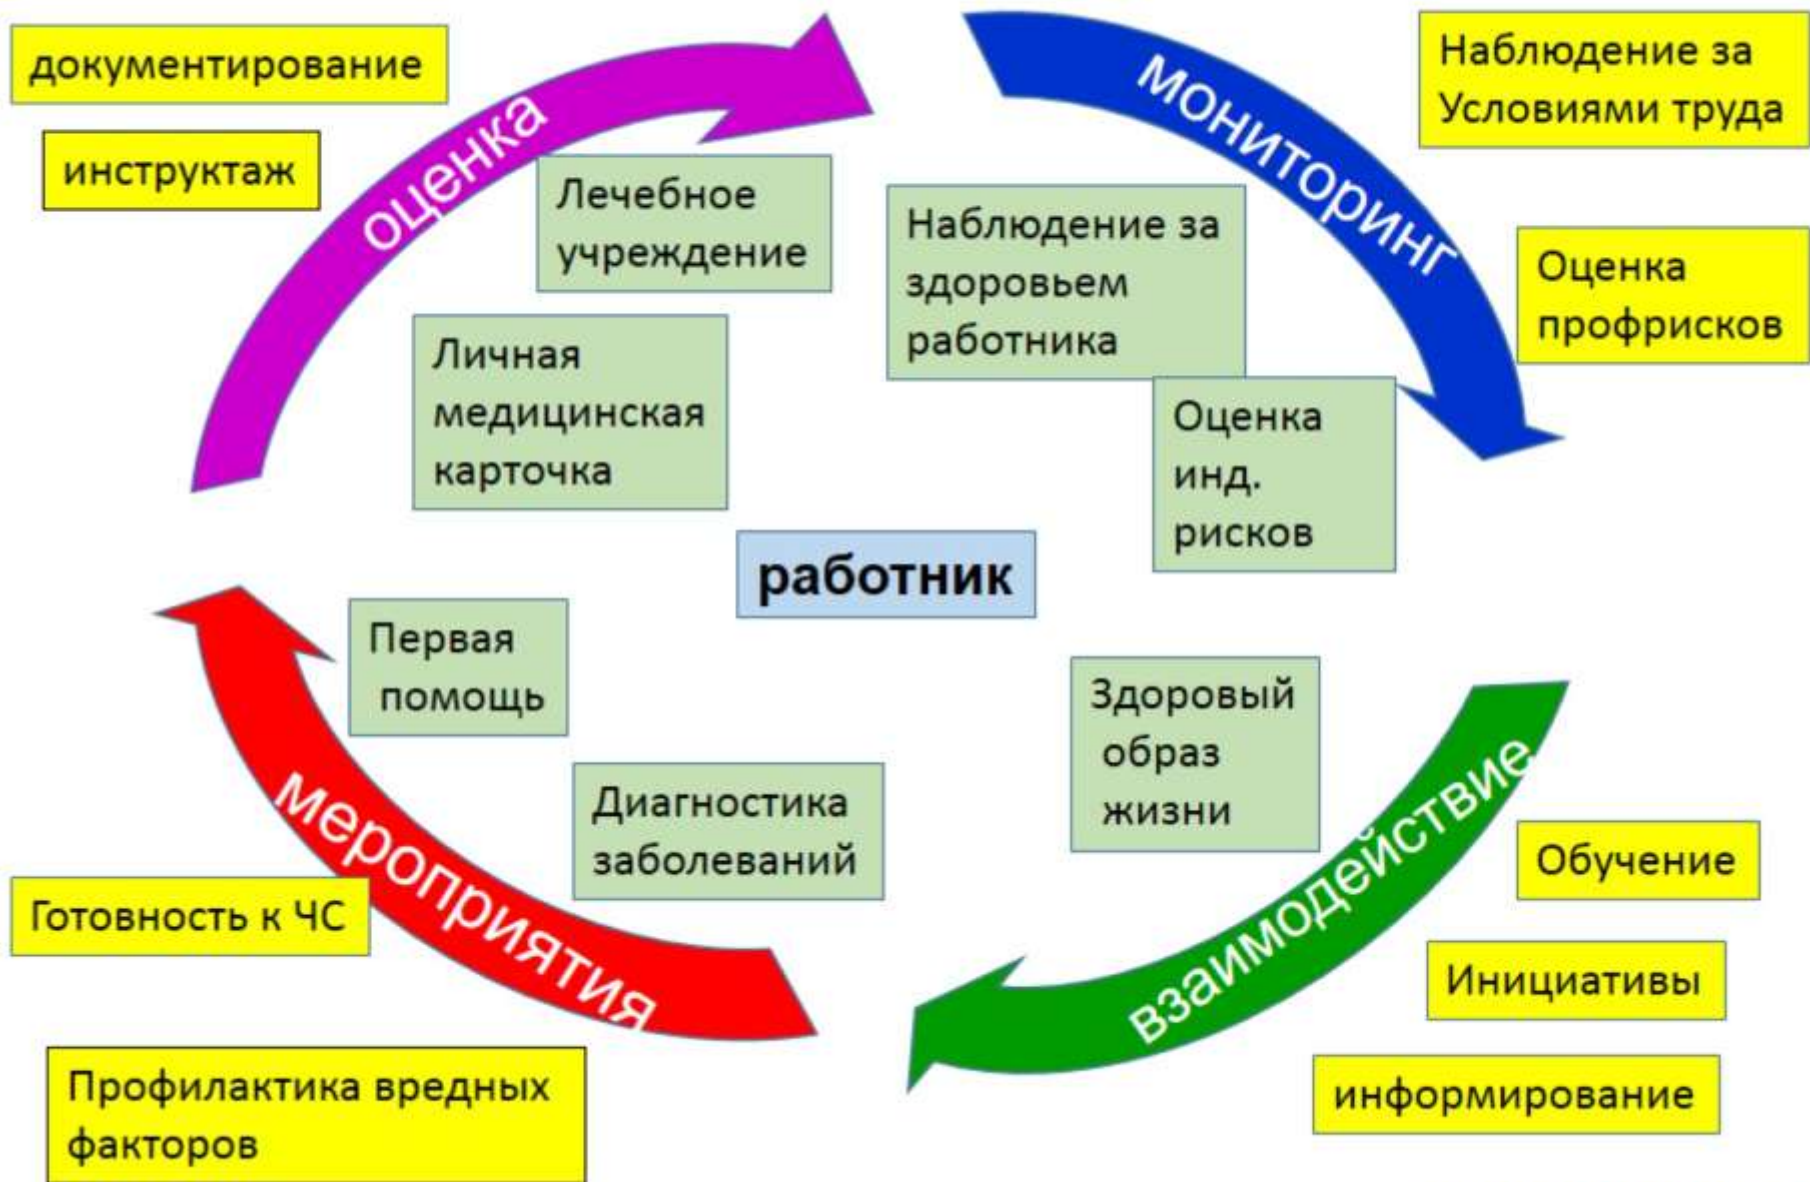 документирование
инструктаж
оценка
Лечебное
учреждение
Личная
медицинская
карточка
мониторинг
Наблюдение за
Условиями труда
Наблюдение за
здоровьем
работника
Оценка
профрисков
Оценка
инд.
рисков
работник
Первая
помощь
Диагностика
заболеваний
мероприятия
Готовность к ЧС
Профилактика вредных
факторов
Здоровый
образ
жизни
взаимодействие
Обучение
Инициативы
информирование